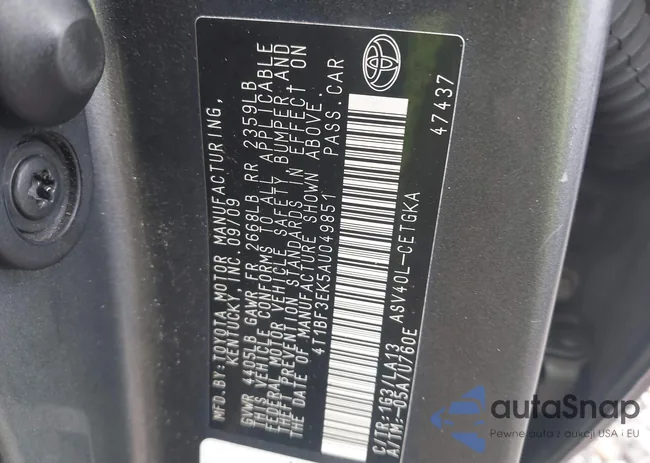 MFD. BY: TOYOTA MOTOR MANUFACTURING,
KENTUCKY, INC. 09/09
GVWR 4405LB GAWR FR 2668LB RR 2359LB
THIS VEHICLE CONFORMS TO ALL APPLICABLE
FEDERAL MOTOR VEHICLE SAFETY, BUMPER AND
THEFT PREVENTION STANDARDS IN EFFECT ON
THE DATE OF MANUFACTURE SHOWN ABOVE.
4T1BF3EK5AU049851 PASS. CAR
ASV40L-CETGKA
C/TR: 1G3/LA13
A/TM: -05A/U760E
47437
autoSnap
Pewne auta z aukcji USA i EU